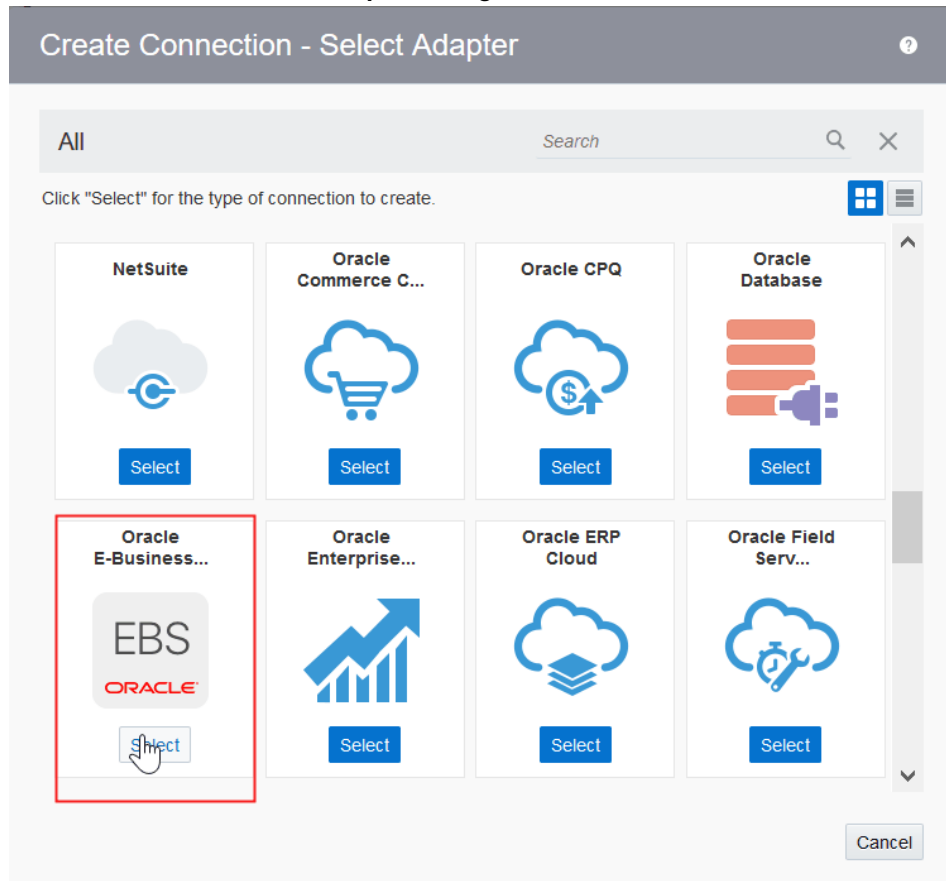 Create Connection - Select Adapter
?
All
Search
Click "Select" for the type of connection to create.
NetSuite
Oracle
Commerce C...
Oracle CPQ
Oracle
Database
$
Select
Select
Select
Select
Oracle
E-Business...
Oracle
Enterprise...
Oracle ERP
Cloud
Oracle Field
Serv...
EBS
ORACLE
Select
Select
Select
Select
Cancel